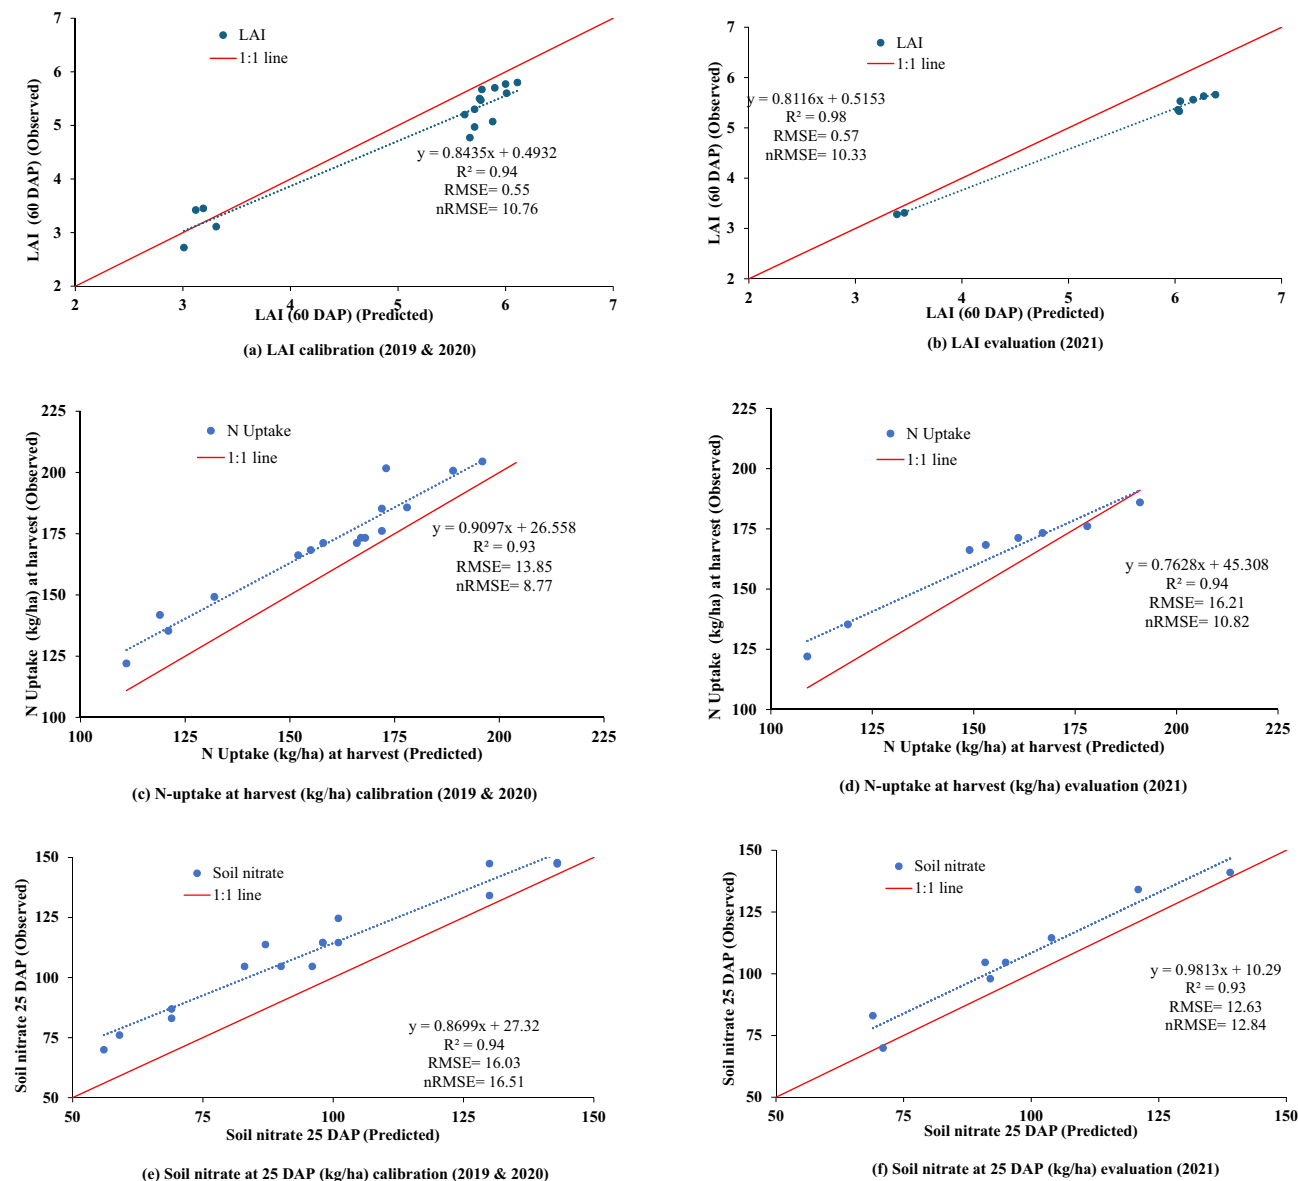 7
6
5
4
3
2
2
3
4
5
6
7
LAI (60 DAP) (Observed)
LAI
1:1 line
y = 0.8435x + 0.4932
R² = 0.94
RMSE= 0.55
nRMSE= 10.76
LAI (60 DAP) (Predicted)
(a) LAI calibration (2019 & 2020)
7
6
5
4
3
2
2
3
4
5
6
7
LAI (60 DAP) (Observed)
LAI
1:1 line
y = 0.8116x + 0.5153
R² = 0.98
RMSE= 0.57
nRMSE= 10.33
LAI (60 DAP) (Predicted)
(b) LAI evaluation (2021)
225
200
175
150
125
100
100
125
150
175
200
225
N Uptake (kg/ha) at harvest (Observed)
N Uptake
1:1 line
y = 0.9097x + 26.558
R² = 0.93
RMSE= 13.85
nRMSE= 8.77
N Uptake (kg/ha) at harvest (Predicted)
(c) N-uptake at harvest (kg/ha) calibration (2019 & 2020)
225
200
175
150
125
100
100
125
150
175
200
225
N Uptake (kg/ha) at harvest (Observed)
N Uptake
1:1 line
y = 0.7628x + 45.308
R² = 0.94
RMSE= 16.21
nRMSE= 10.82
N Uptake (kg/ha) at harvest (Predicted)
(d) N-uptake at harvest (kg/ha) evaluation (2021)
150
125
100
75
50
50
75
100
125
150
Soil nitrate 25 DAP (Observed)
Soil nitrate
1:1 line
y = 0.8699x + 27.32
R² = 0.94
RMSE= 16.03
nRMSE= 16.51
Soil nitrate 25 DAP (Predicted)
(e) Soil nitrate at 25 DAP (kg/ha) calibration (2019 & 2020)
150
125
100
75
50
50
75
100
125
150
Soil nitrate 25 DAP (Observed)
Soil nitrate
1:1 line
y = 0.9813x + 10.29
R² = 0.93
RMSE= 12.63
nRMSE= 12.84
Soil nitrate 25 DAP (Predicted)
(f) Soil nitrate at 25 DAP (kg/ha) evaluation (2021)